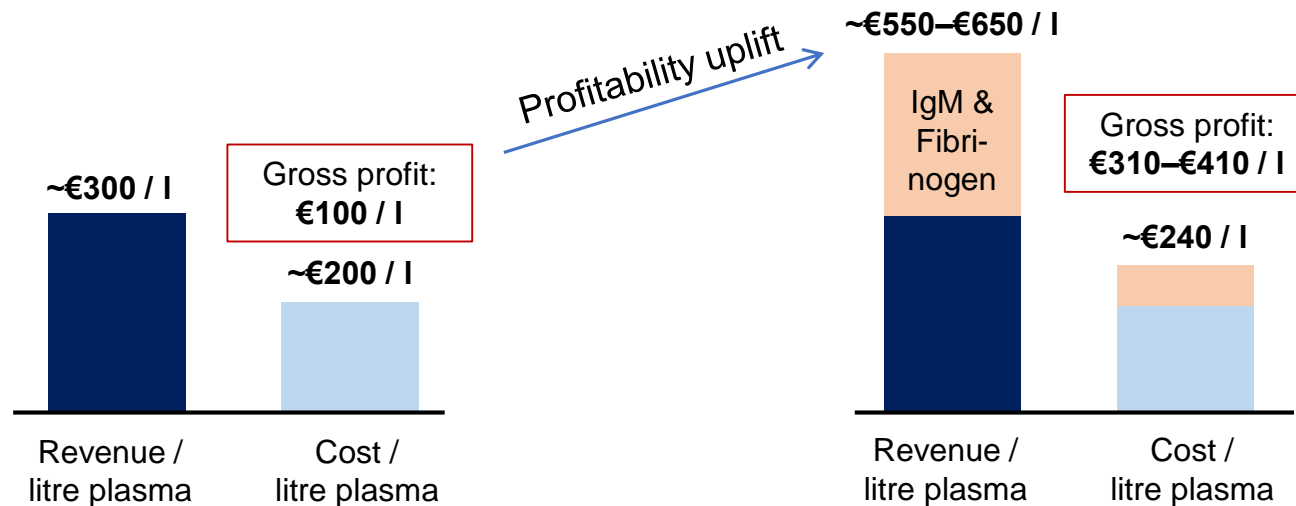 Profitability uplift
~€300 / l
Gross profit:
€100 / l
~€200 / l
Revenue /
litre plasma
Cost /
litre plasma
~€550–€650 / l
IgM &
Fibri-
nogen
Gross profit:
€310–€410 / l
~€240 / l
Revenue /
litre plasma
Cost /
litre plasma